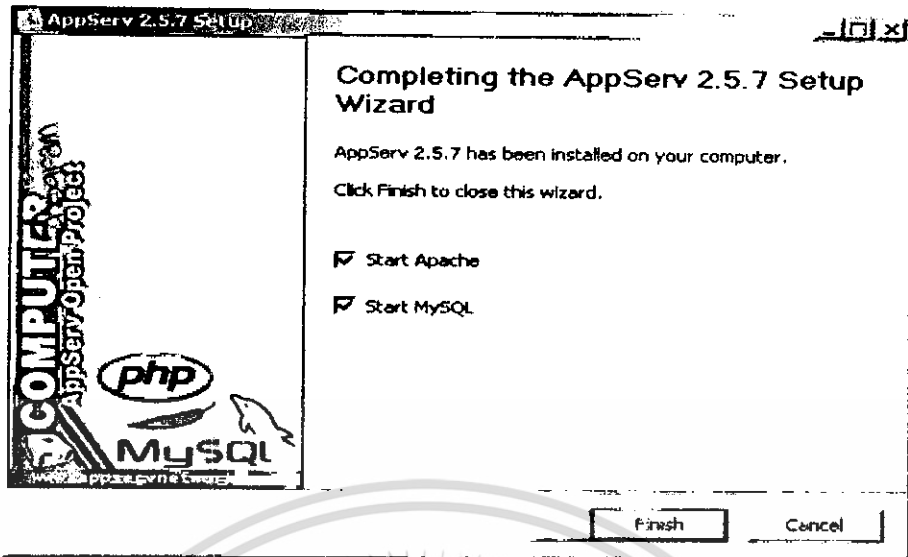 AppServ 2.5.7 Setup
Completing the AppServ 2.5.7 Setup
Wizard
AppServ 2.5.7 has been installed on your computer.
Click Finish to close this wizard.
Start Apache
Start MySQL
COMPUTER
AppServ Open Project
php
MySQL
Finish
Cancel